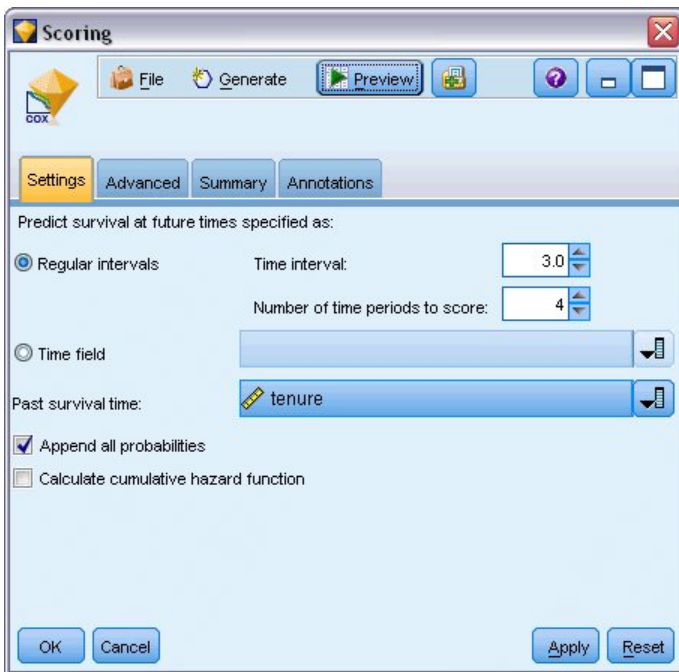 Scoring
File Generate Preview
COX
Settings Advanced Summary Annotations
Predict survival at future times specified as:
Regular intervals Time interval: 3.0
Number of time periods to score: 4
Time field
Past survival time: tenure
Append all probabilities
Calculate cumulative hazard function
OK Cancel Apply Reset